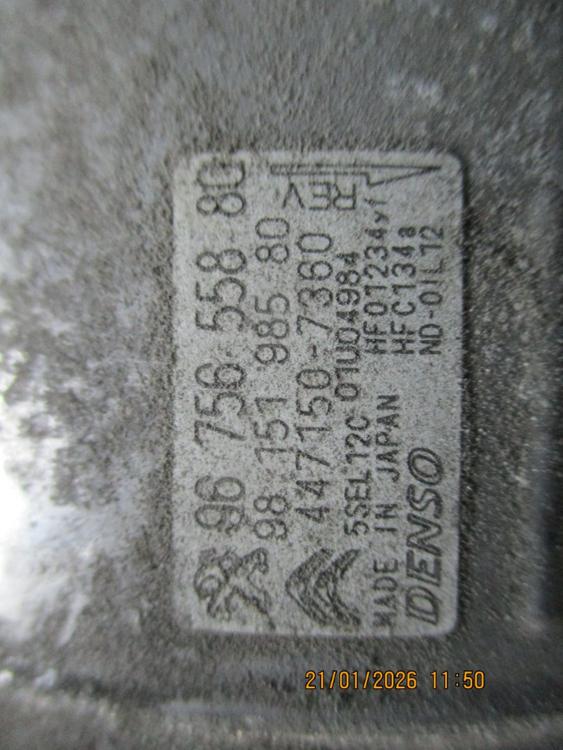 96 756 558 80
98 151 985 80
447150-7360
5SEL12C 01U04984
MADE IN JAPAN HFO1234yf
HFC134a
ND-OIL12
DENSO
REV
21/01/2026 11:50